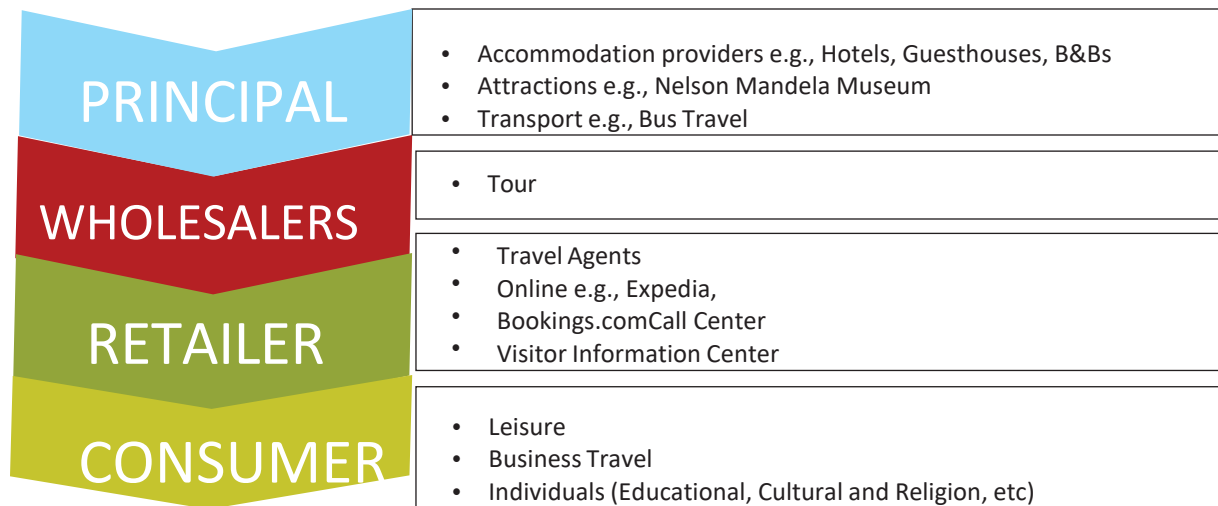 PRINCIPAL
• Accommodation providers e.g., Hotels, Guesthouses, B&Bs
• Attractions e.g., Nelson Mandela Museum
• Transport e.g., Bus Travel
WHOLESALERS
• Tour
RETAILER
• Travel Agents
• Online e.g., Expedia,
• Bookings.comCall Center
• Visitor Information Center
CONSUMER
• Leisure
• Business Travel
• Individuals (Educational, Cultural and Religion, etc)